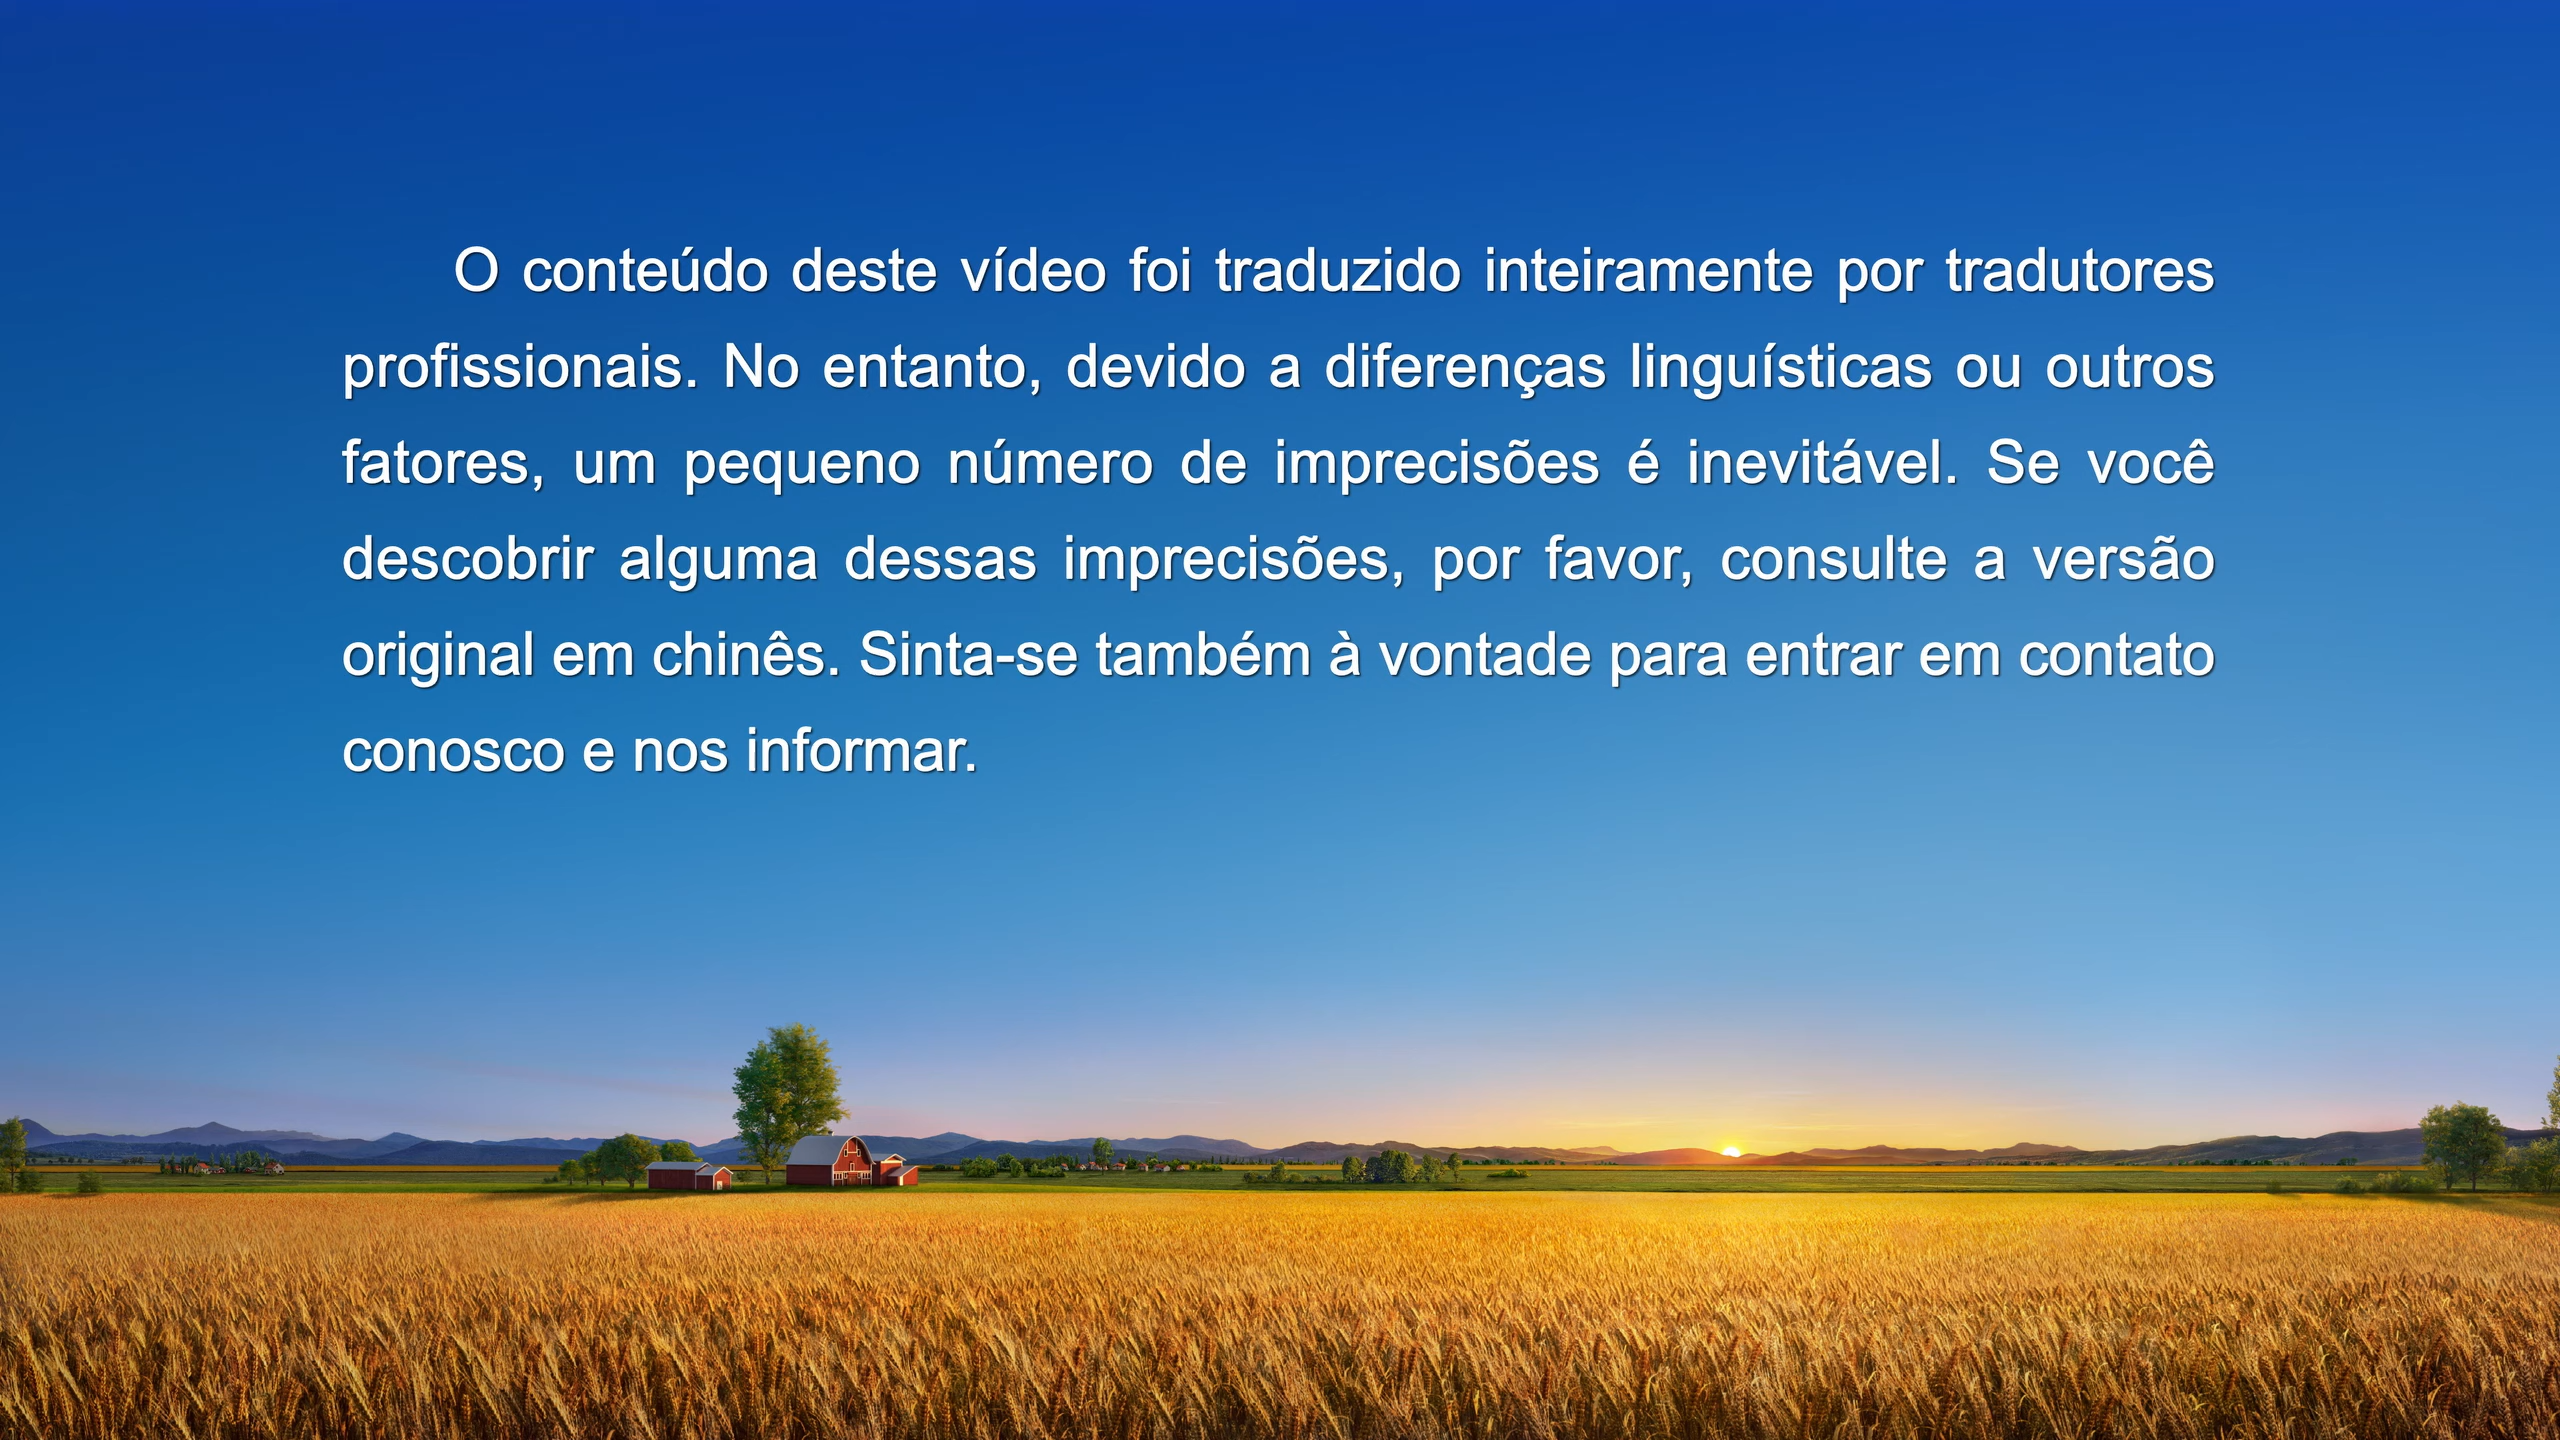 O conteúdo deste vídeo foi traduzido inteiramente por tradutores
profissionais. No entanto, devido a diferenças linguísticas ou outros
fatores, um pequeno número de imprecisões é inevitável. Se você
descobrir alguma dessas imprecisões, por favor, consulte a versão
original em chinês. Sinta-se também à vontade para entrar em contato
conosco e nos informar.